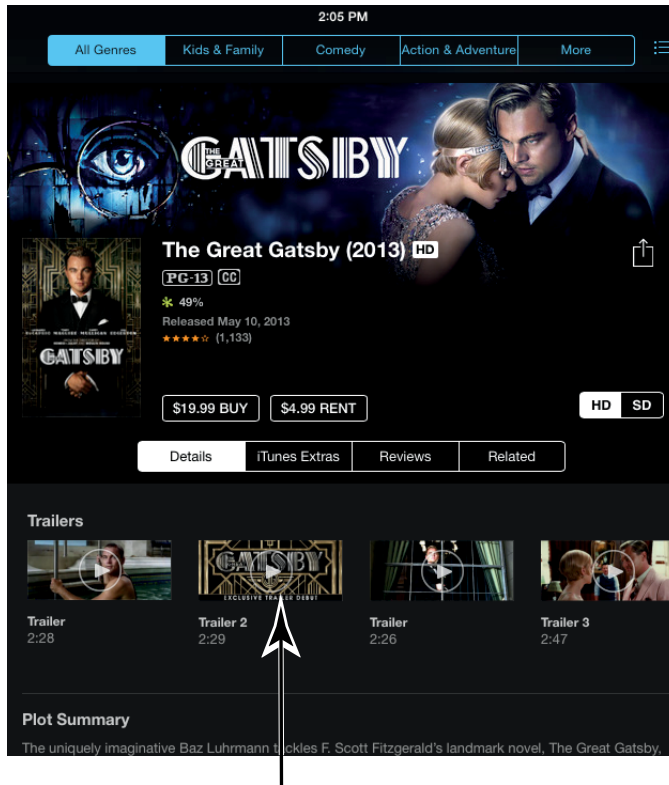 2:05 PM
All Genres Kids & Family Comedy Action & Adventure More
THE GREAT GATSBY
The Great Gatsby (2013) HD
PG-13 CC
49%
Released May 10, 2013
(1,133)
GATSBY
$19.99 BUY $4.99 RENT
HD SD
Details iTunes Extras Reviews Related
Trailers
GATSBY
EXCLUSIVE TRAILER DEBUT
Trailer Trailer 2 Trailer Trailer 3
2:28 2:29 2:26 2:47
Plot Summary
The uniquely imaginative Baz Luhrmann tackles F. Scott Fitzgerald's landmark novel, The Great Gatsby,